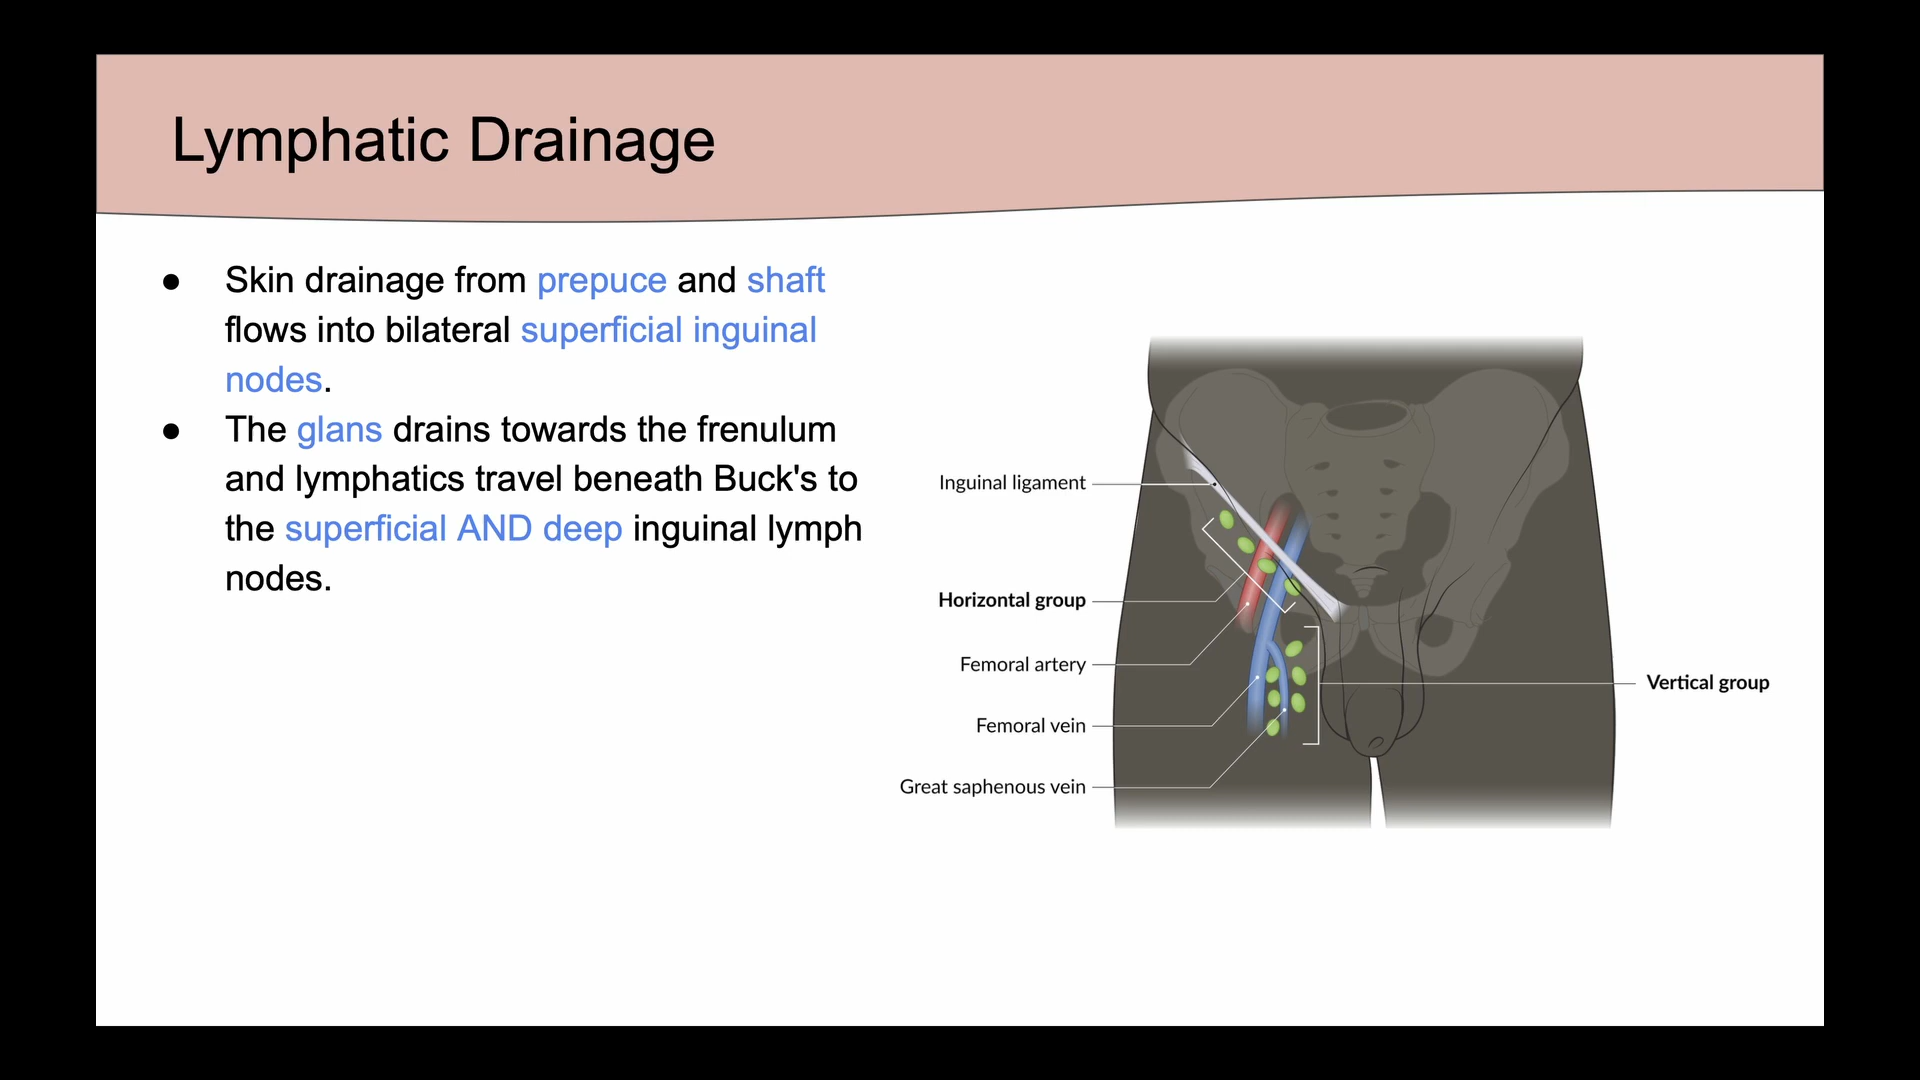 Lymphatic Drainage
● Skin drainage from prepuce and shaft
flows into bilateral superficial inguinal
nodes.
● The glans drains towards the frenulum
and lymphatics travel beneath Buck's to
the superficial AND deep inguinal lymph
nodes.
Inguinal ligament
Horizontal group
Femoral artery
Vertical group
Femoral vein
Great saphenous vein